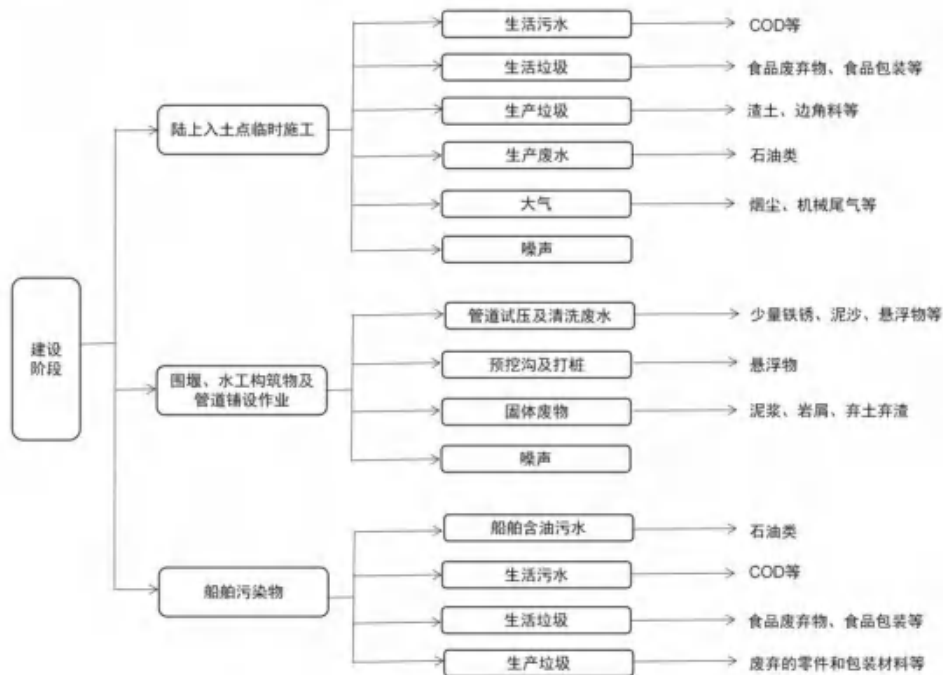 生活污水
COD等
生活垃圾
食品废弃物、食品包装等
陆上入土点临时施工
生产垃圾
渣土、边角料等
生产废水
石油类
大气
烟尘、机械尾气等
噪声
建设
阶段
围堰、水工构筑物及
管道铺设作业
管道试压及清洗废水
少量铁锈、泥沙、悬浮物等
预挖沟及打桩
悬浮物
固体废物
泥浆、岩屑、弃土弃渣
噪声
船舶污染物
船舶含油污水
石油类
生活污水
COD等
生活垃圾
食品废弃物、食品包装等
生产垃圾
废弃的零件和包装材料等